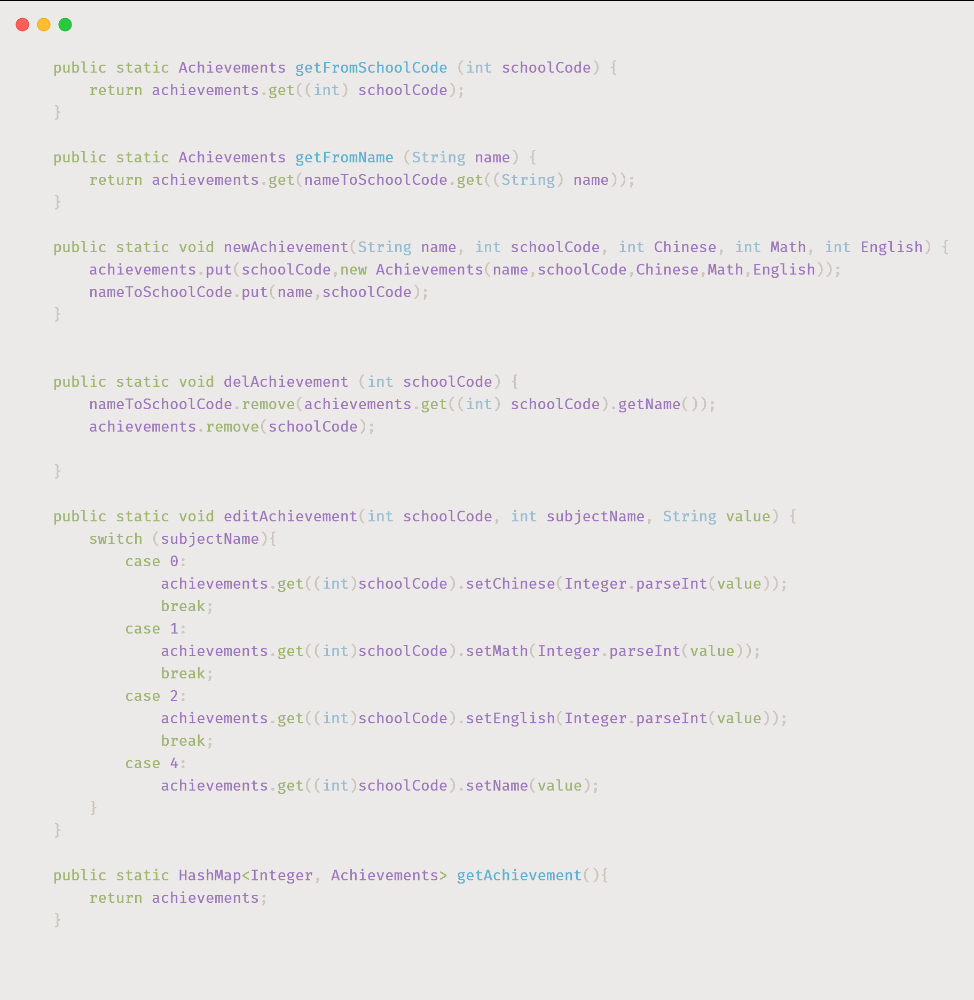 public static Achievements getFromSchoolCode (int schoolCode) {
    return achievements.get((int) schoolCode);
}
public static Achievements getFromName (String name) {
    return achievements.get(nameToSchoolCode.get((String) name));
}
public static void newAchievement(String name, int schoolCode, int Chinese, int Math, int English) {
    achievements.put(schoolCode,new Achievements(name,schoolCode,Chinese,Math,English));
    nameToSchoolCode.put(name,schoolCode);
}
public static void delAchievement (int schoolCode) {
    nameToSchoolCode.remove(achievements.get((int) schoolCode).getName());
    achievements.remove(schoolCode);
}
public static void editAchievement(int schoolCode, int subjectName, String value) {
    switch (subjectName){
        case 0:
            achievements.get((int)schoolCode).setChinese(Integer.parseInt(value));
            break;
        case 1:
            achievements.get((int)schoolCode).setMath(Integer.parseInt(value));
            break;
        case 2:
            achievements.get((int)schoolCode).setEnglish(Integer.parseInt(value));
            break;
        case 4:
            achievements.get((int)schoolCode).setName(value);
    }
}
public static HashMap<Integer, Achievements> getAchievement(){
    return achievements;
}